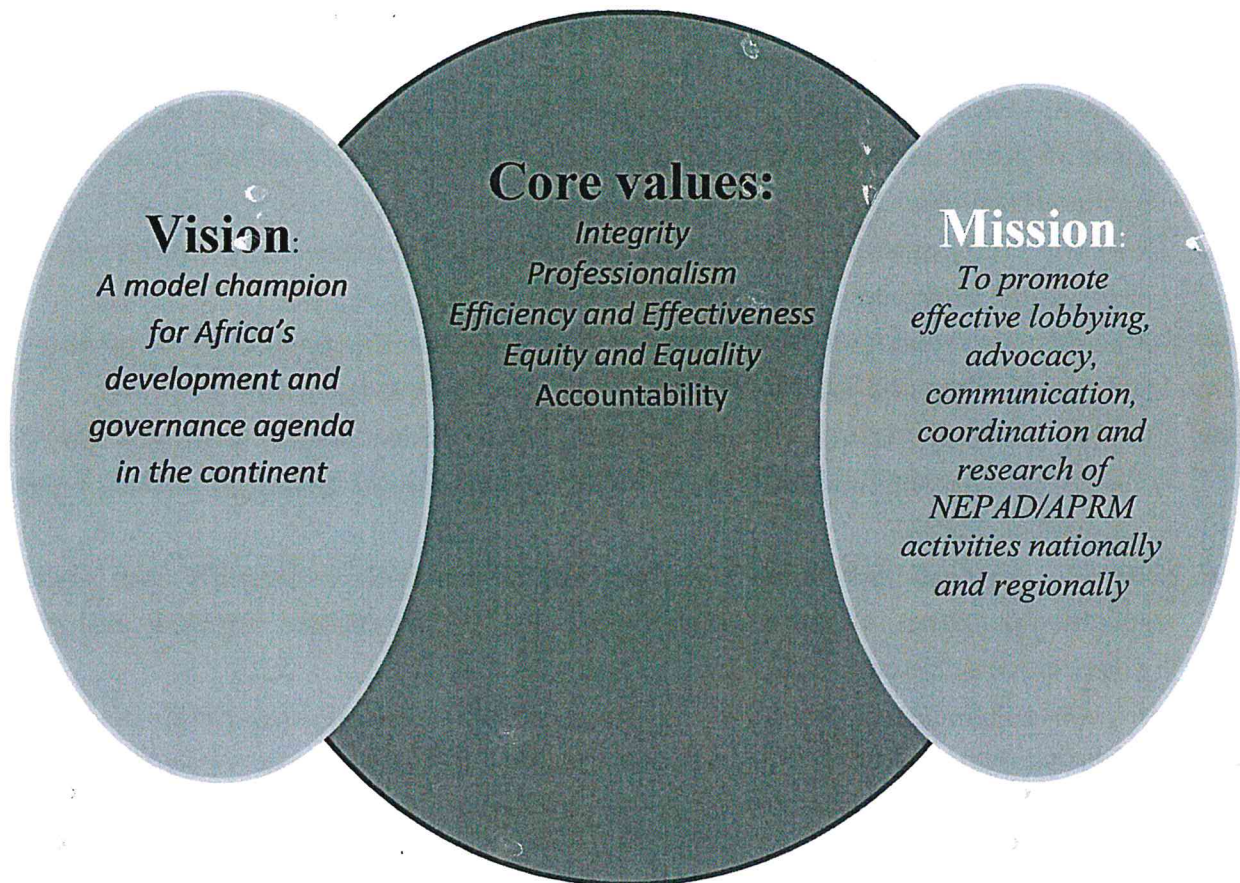 Vision:
A model champion
for Africa's
development and
governance agenda
in the continent
Core values:
Integrity
Professionalism
Efficiency and Effectiveness
Equity and Equality
Accountability
Mission:
To promote
effective lobbying,
advocacy,
communication,
coordination and
research of
NEPAD/APRM
activities nationally
and regionally